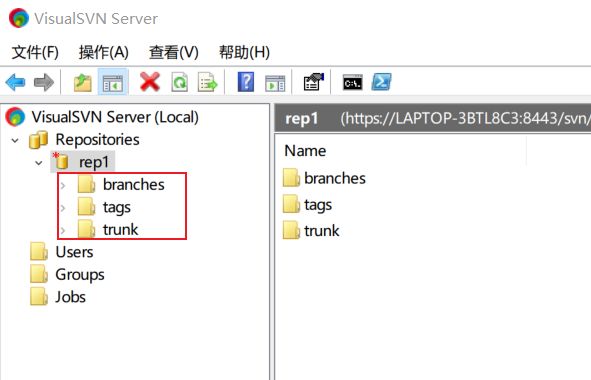 VisualSVN Server
文件(F) 操作(A) 查看(V) 帮助(H)
VisualSVN Server (Local)
Repositories
rep1
branches
tags
trunk
Users
Groups
Jobs
rep1 (https://LAPTOP-3BTL8C3:8443/svn/
Name
branches
tags
trunk